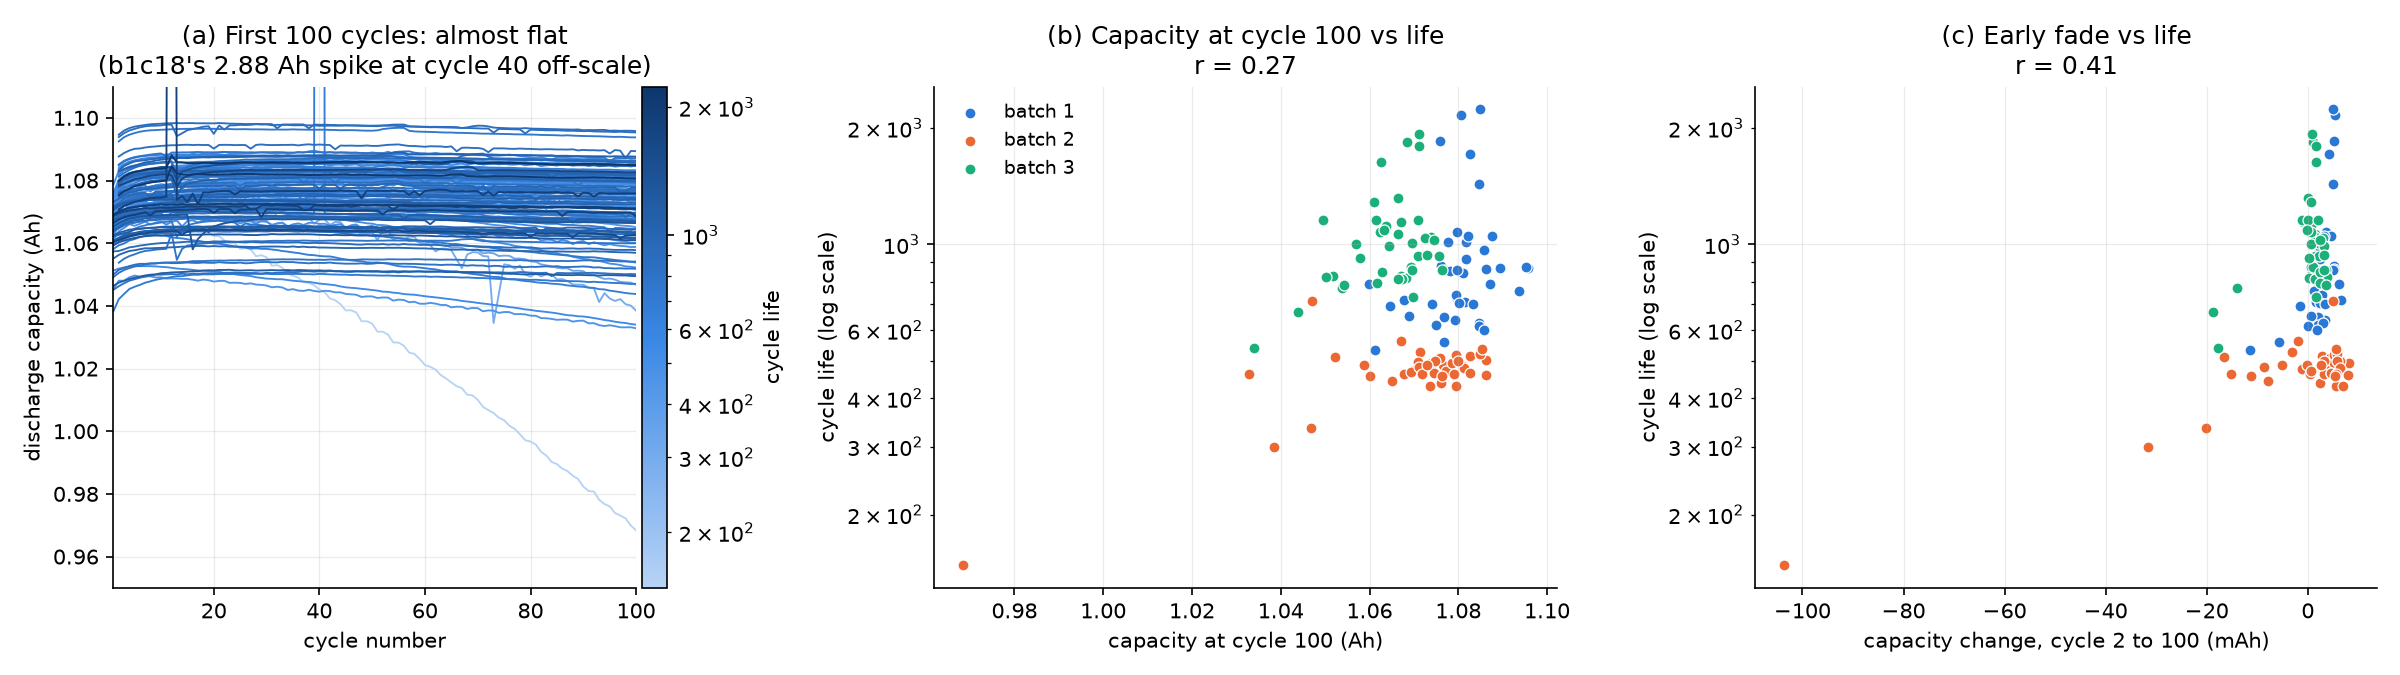 (a) First 100 cycles: almost flat
(b1c18's 2.88 Ah spike at cycle 40 off-scale)
discharge capacity (Ah)
1.10
1.08
1.06
1.04
1.02
1.00
0.98
0.96
20 40 60 80 100
cycle number
2 × 10³
10³
6 × 10²
4 × 10²
3 × 10²
2 × 10²
cycle life
(b) Capacity at cycle 100 vs life
r = 0.27
batch 1
batch 2
batch 3
cycle life (log scale)
2 × 10³
10³
6 × 10²
4 × 10²
3 × 10²
2 × 10²
0.98 1.00 1.02 1.04 1.06 1.08 1.10
capacity at cycle 100 (Ah)
(c) Early fade vs life
r = 0.41
cycle life (log scale)
2 × 10³
10³
6 × 10²
4 × 10²
3 × 10²
2 × 10²
−100 −80 −60 −40 −20 0
capacity change, cycle 2 to 100 (mAh)